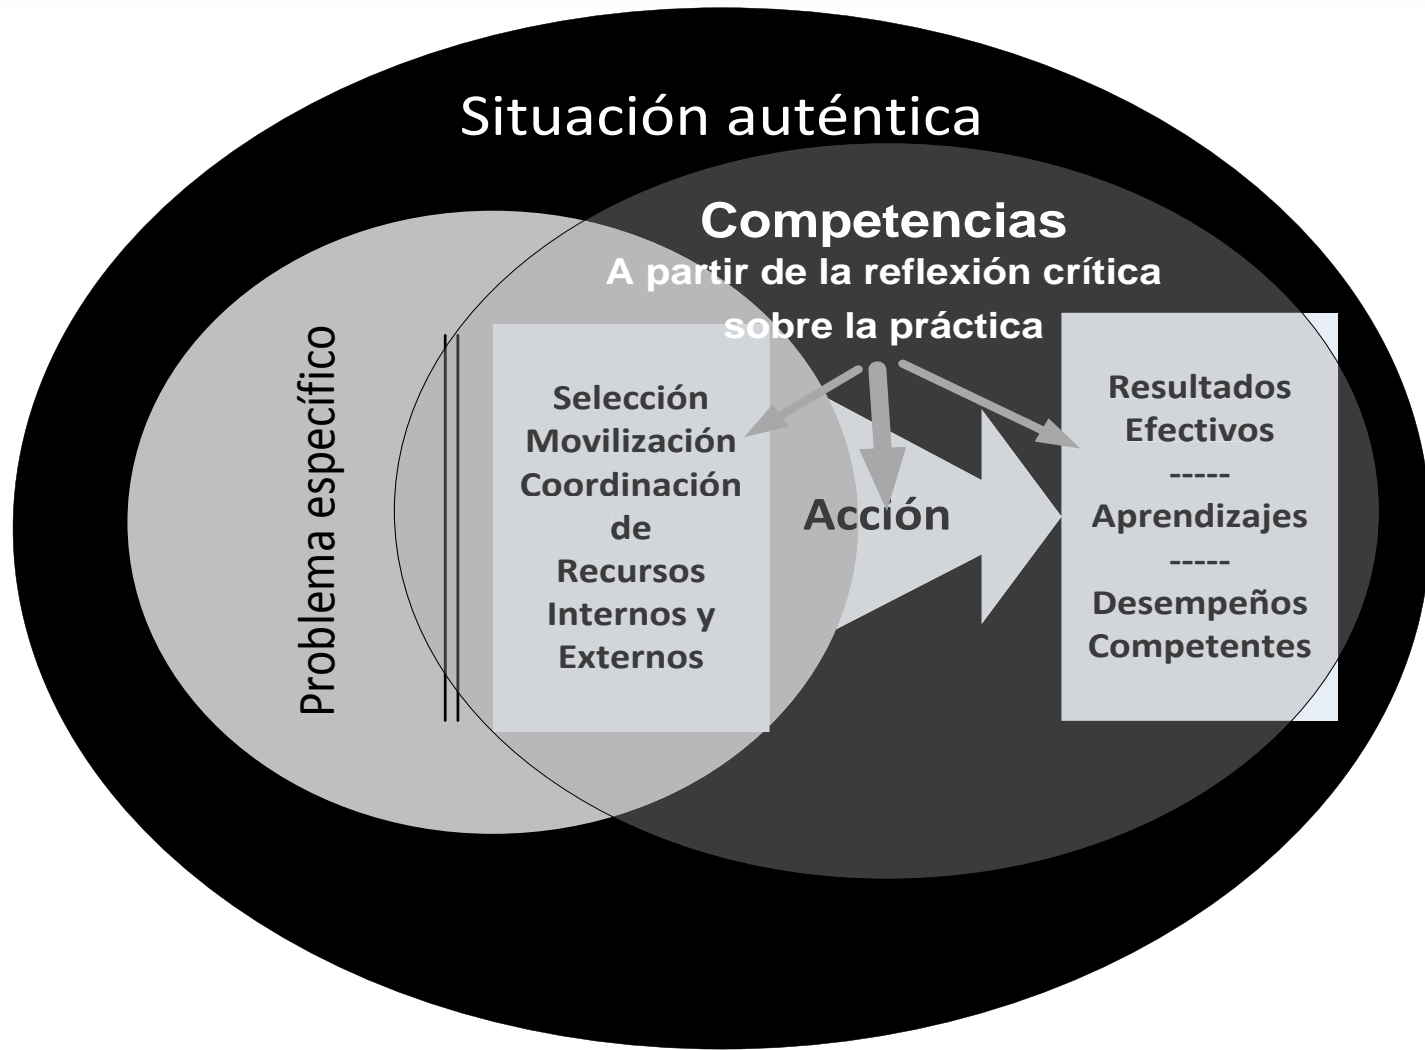 Situación auténtica
Competencias
A partir de la reflexión crítica
sobre la práctica
Problema específico
Selección
Movilización
Coordinación
de
Recursos
Internos y
Externos
Acción
Resultados
Efectivos
-----
Aprendizajes
-----
Desempeños
Competentes